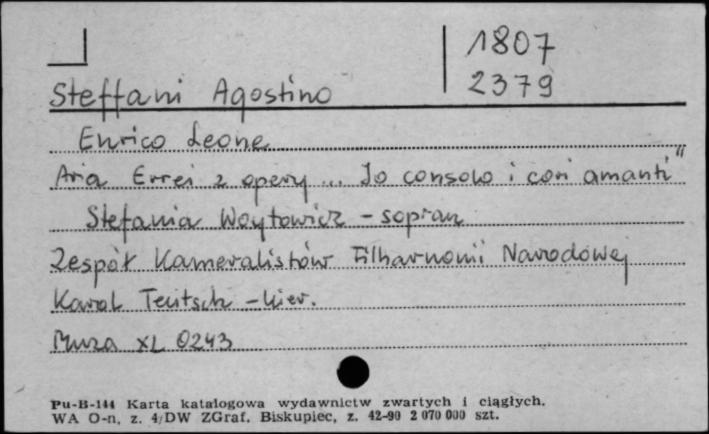 1807
2379
Steffani Agostino
Enrico Leone
Aria Errei z opery ... Io consolo i cori amanti"
Stefania Woytowicz - sopran
Zespół Kameralistów Filharmonii Narodowej
Karol Teutsch - kier.
Muza XL 0243
Pu-B-144 Karta katalogowa wydawnictw zwartych i ciągłych.
WA O-n, z. 4/DW ZGraf. Biskupiec, z. 42-90 2 070 000 szt.